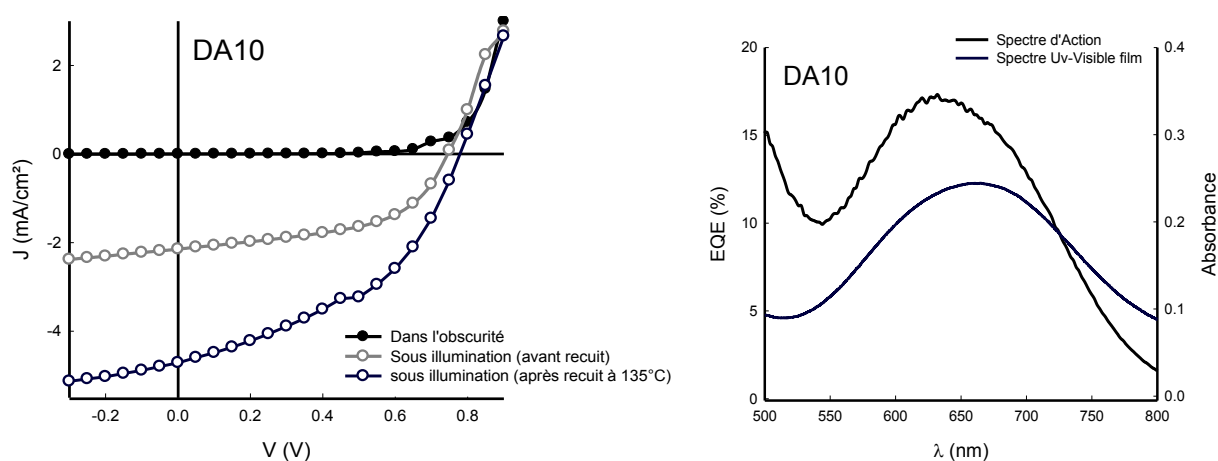 DA10
2
0
-2
-4
J (mA/cm²)
Dans l'obscurité
Sous illumination (avant recuit)
sous illumination (après recuit à 135°C)
-0.2
0.0
0.2
0.4
0.6
0.8
V (V)
Spectre d'Action
Spectre Uv-Visible film
DA10
20
15
10
5
0
EQE (%)
0.4
0.3
0.2
0.1
0.0
Absorbance
500
550
600
650
700
750
800
λ (nm)